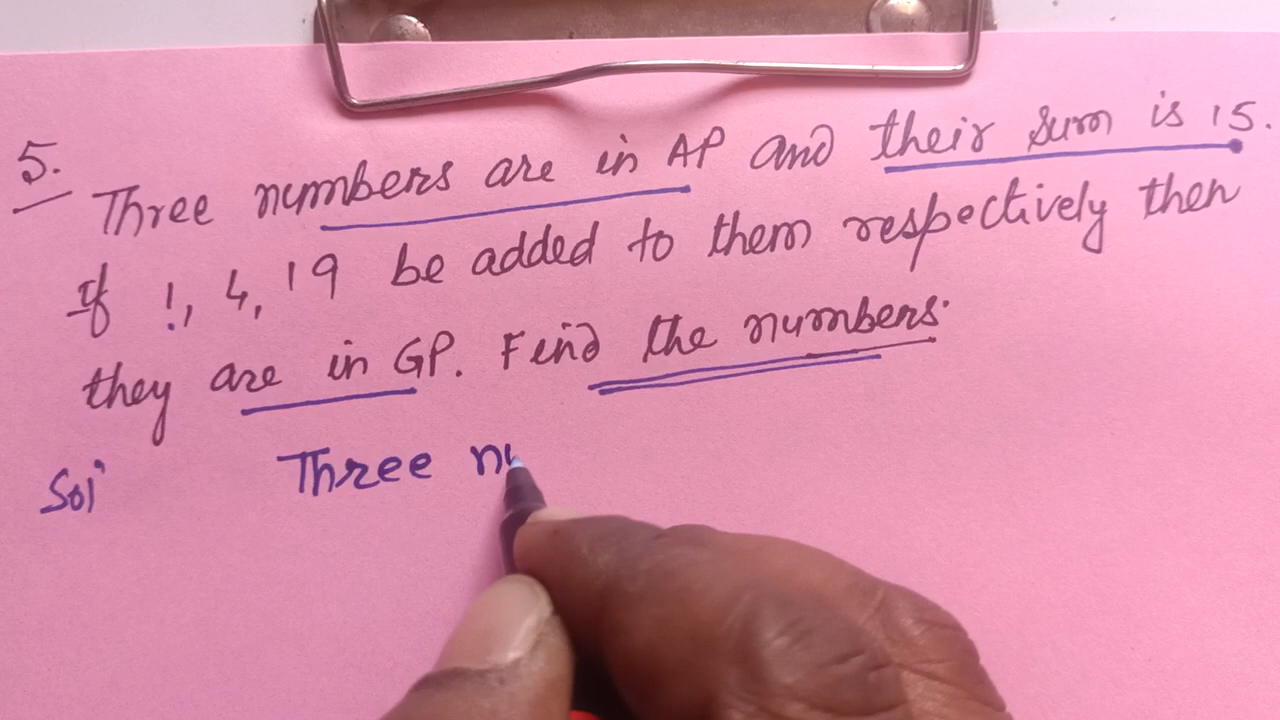 5.
Three numbers are in AP and their sum is 15.
If 1, 4, 19 be added to them respectively then
they are in GP. Find the numbers.
Sol Three nu